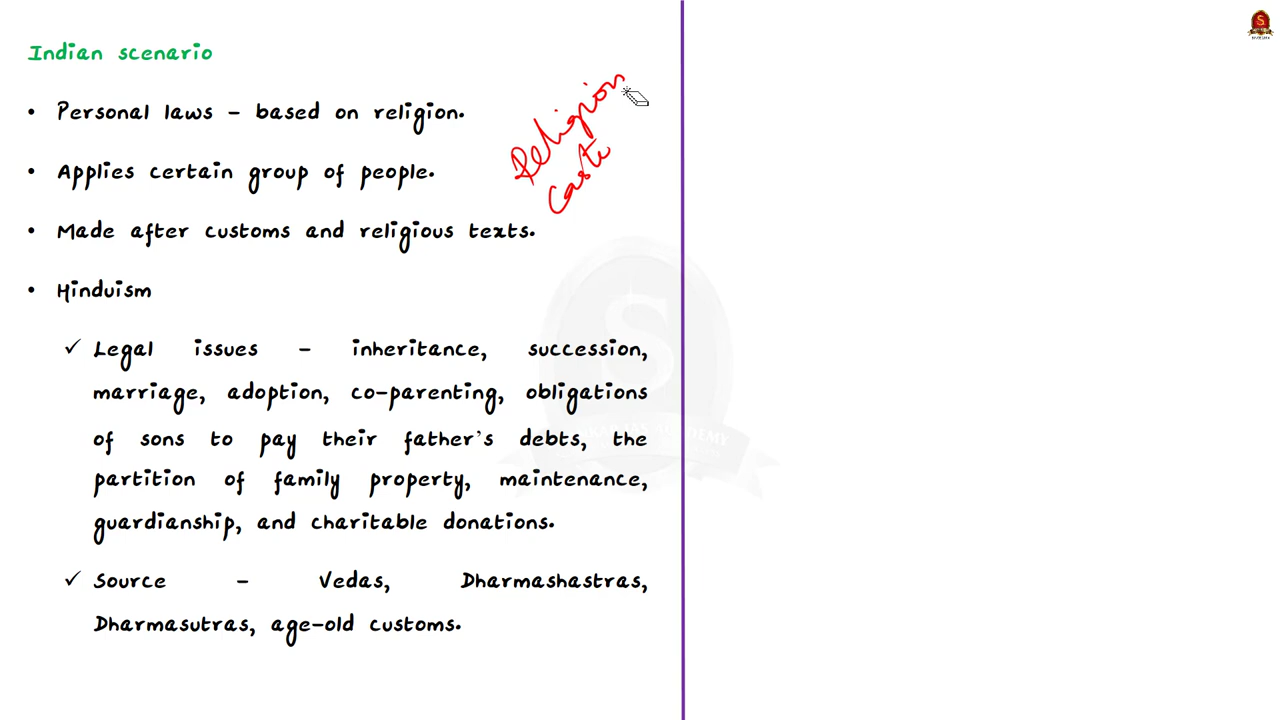 Indian scenario
• Personal laws - based on religion.
Religion
• Applies certain group of people.
Caste
• Made after customs and religious texts.
• Hinduism
✓ Legal issues - inheritance, succession,
marriage, adoption, co-parenting, obligations
of sons to pay their father's debts, the
partition of family property, maintenance,
guardianship, and charitable donations.
✓ Source - Vedas, Dharmashastras,
Dharmasutras, age-old customs.